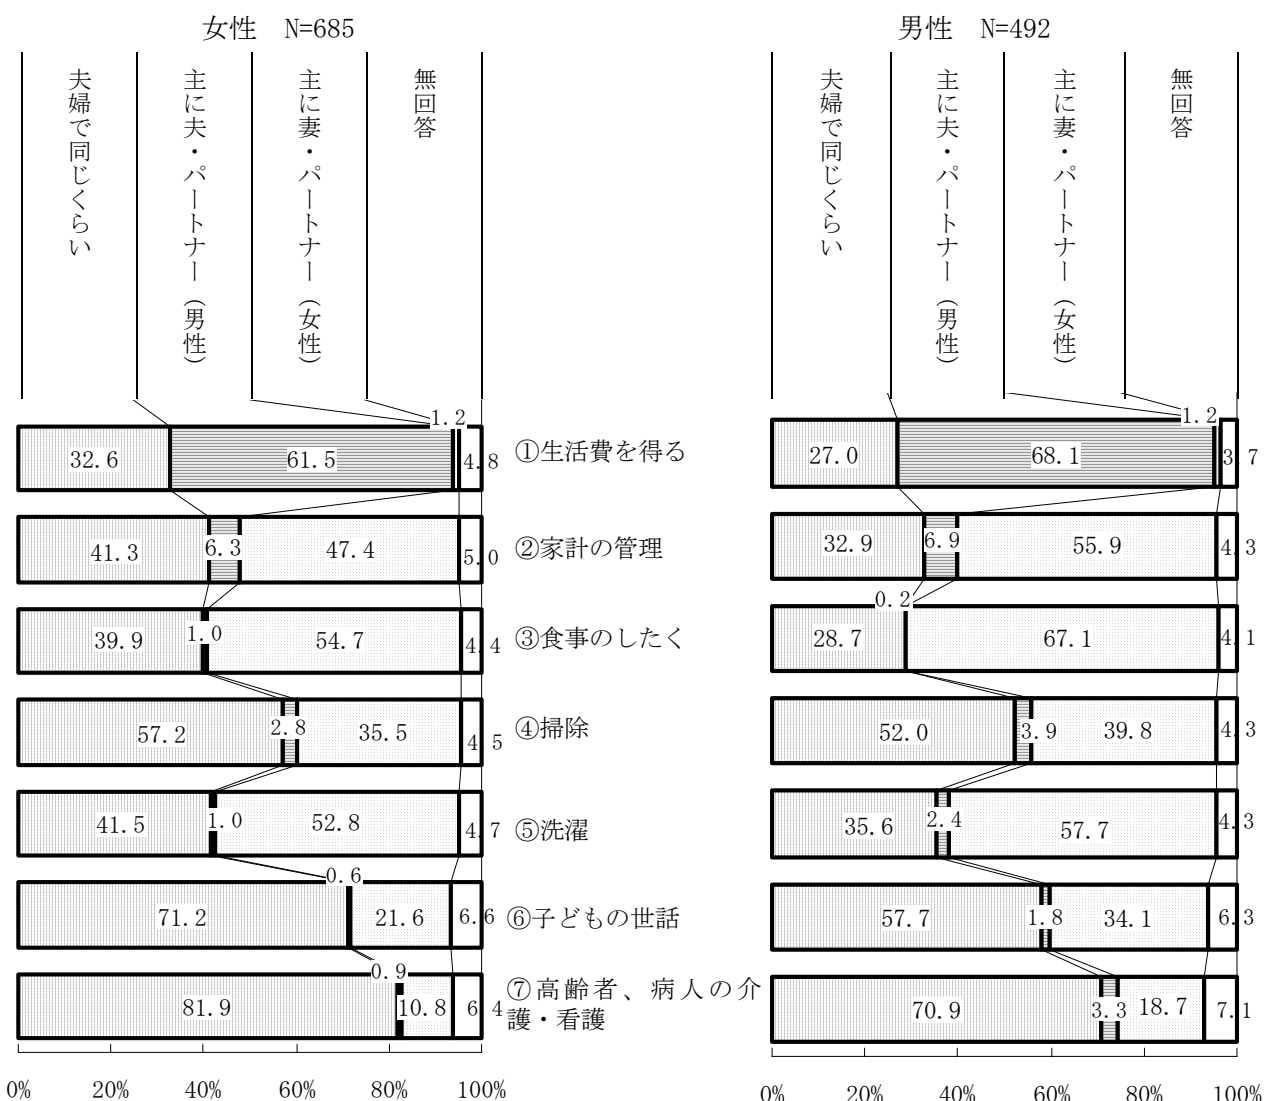 女性　N=685
夫婦で同じくらい
主に夫・パートナー（男性）
主に妻・パートナー（女性）
無回答
男性　N=492
夫婦で同じくらい
主に夫・パートナー（男性）
主に妻・パートナー（女性）
無回答
32.6 61.5 1.2 4.8
①生活費を得る
27.0 68.1 1.2 3.7
41.3 6.3 47.4 5.0
②家計の管理
32.9 6.9 55.9 4.3
39.9 1.0 54.7 4.4
③食事のしたく
28.7 0.2 67.1 4.1
57.2 2.8 35.5 4.5
④掃除
52.0 3.9 39.8 4.3
41.5 1.0 52.8 4.7
⑤洗濯
35.6 2.4 57.7 4.3
71.2 0.6 21.6 6.6
⑥子どもの世話
57.7 1.8 34.1 6.3
81.9 0.9 10.8 6.4
⑦高齢者、病人の介
護・看護
70.9 3.3 18.7 7.1
0% 20% 40% 60% 80% 100%
0% 20% 40% 60% 80% 100%